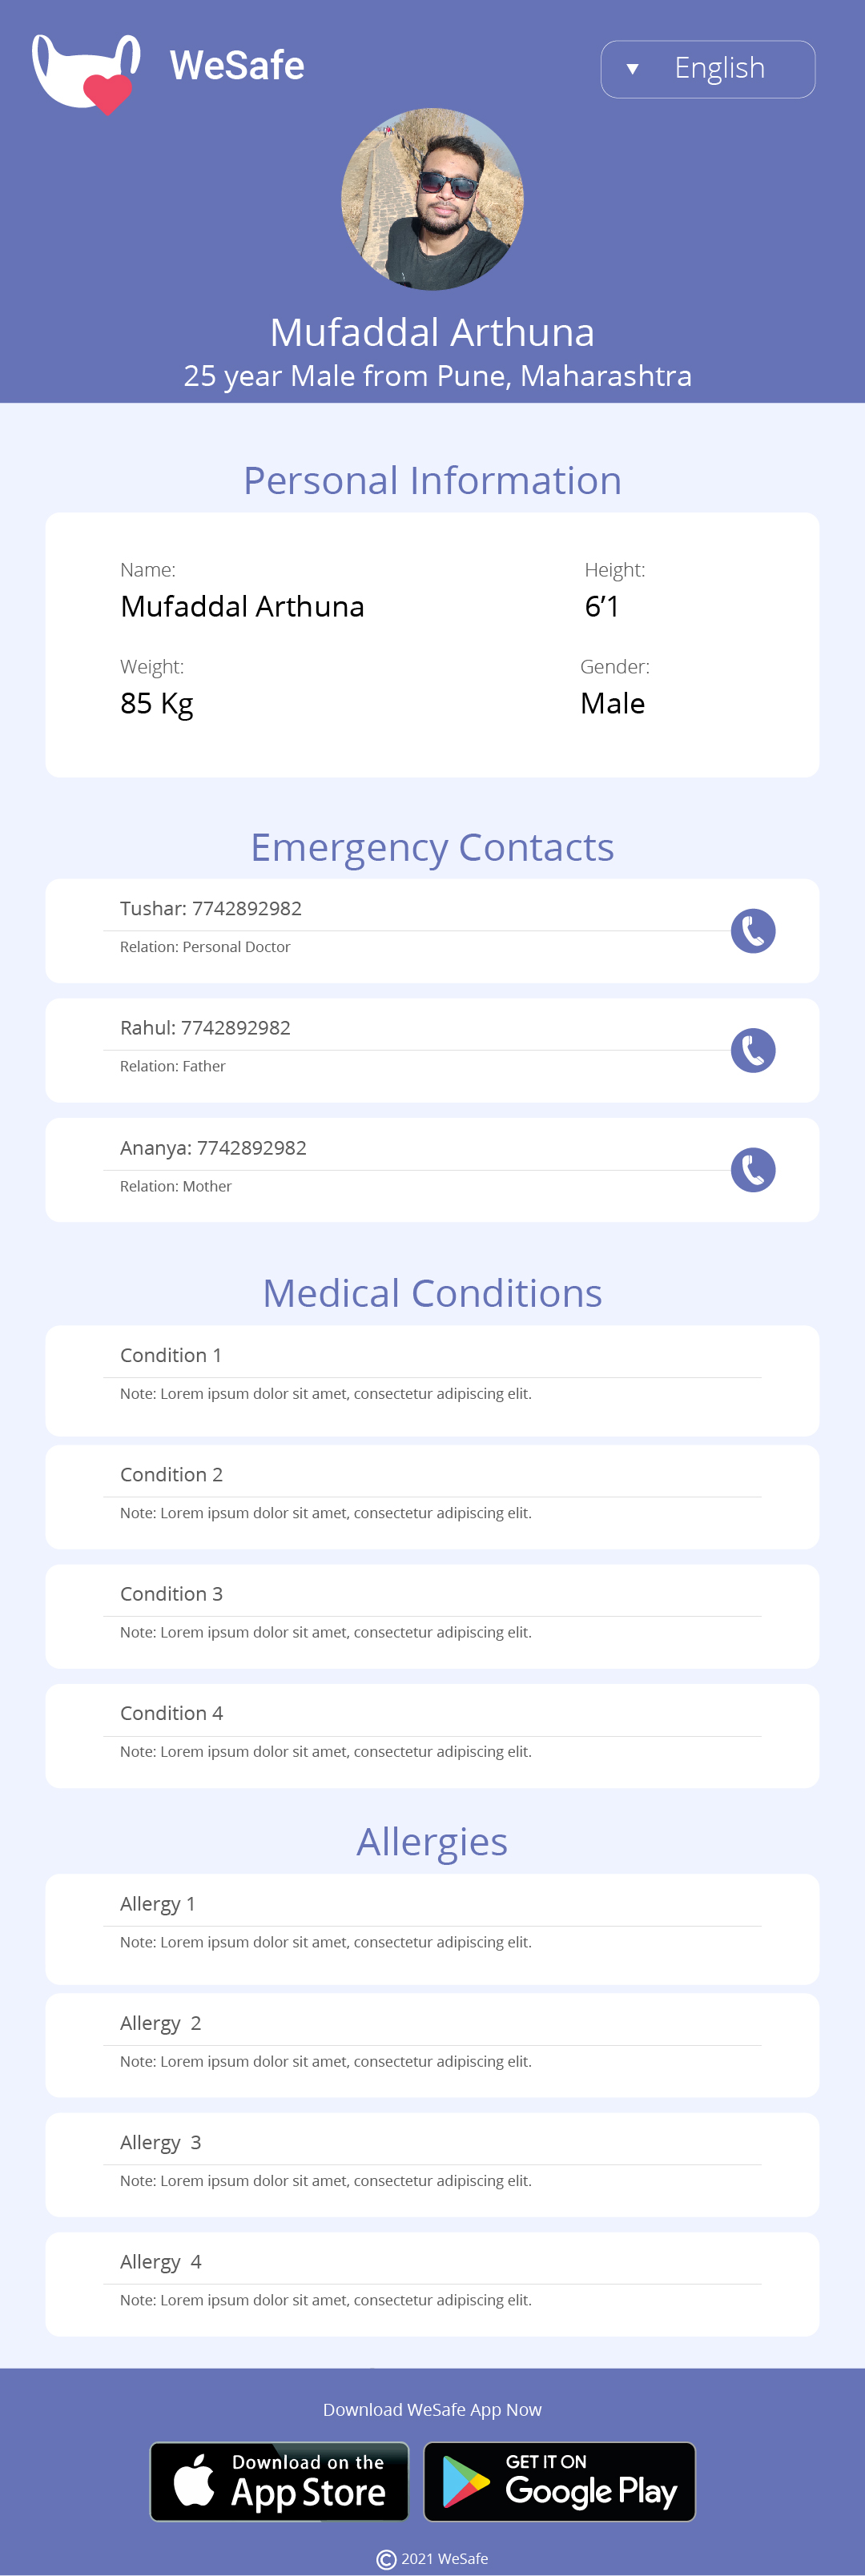 WeSafe
English
Mufaddal Arthuna
25 year Male from Pune, Maharashtra
Personal Information
Name:
Mufaddal Arthuna
Height:
6’1
Weight:
85 Kg
Gender:
Male
Emergency Contacts
Tushar: 7742892982
Relation: Personal Doctor
Rahul: 7742892982
Relation: Father
Ananya: 7742892982
Relation: Mother
Medical Conditions
Condition 1
Note: Lorem ipsum dolor sit amet, consectetur adipiscing elit.
Condition 2
Note: Lorem ipsum dolor sit amet, consectetur adipiscing elit.
Condition 3
Note: Lorem ipsum dolor sit amet, consectetur adipiscing elit.
Condition 4
Note: Lorem ipsum dolor sit amet, consectetur adipiscing elit.
Allergies
Allergy 1
Note: Lorem ipsum dolor sit amet, consectetur adipiscing elit.
Allergy  2
Note: Lorem ipsum dolor sit amet, consectetur adipiscing elit.
Allergy  3
Note: Lorem ipsum dolor sit amet, consectetur adipiscing elit.
Allergy  4
Note: Lorem ipsum dolor sit amet, consectetur adipiscing elit.
Download WeSafe App Now
Download on the
App Store
GET IT ON
Google Play
© 2021 WeSafe